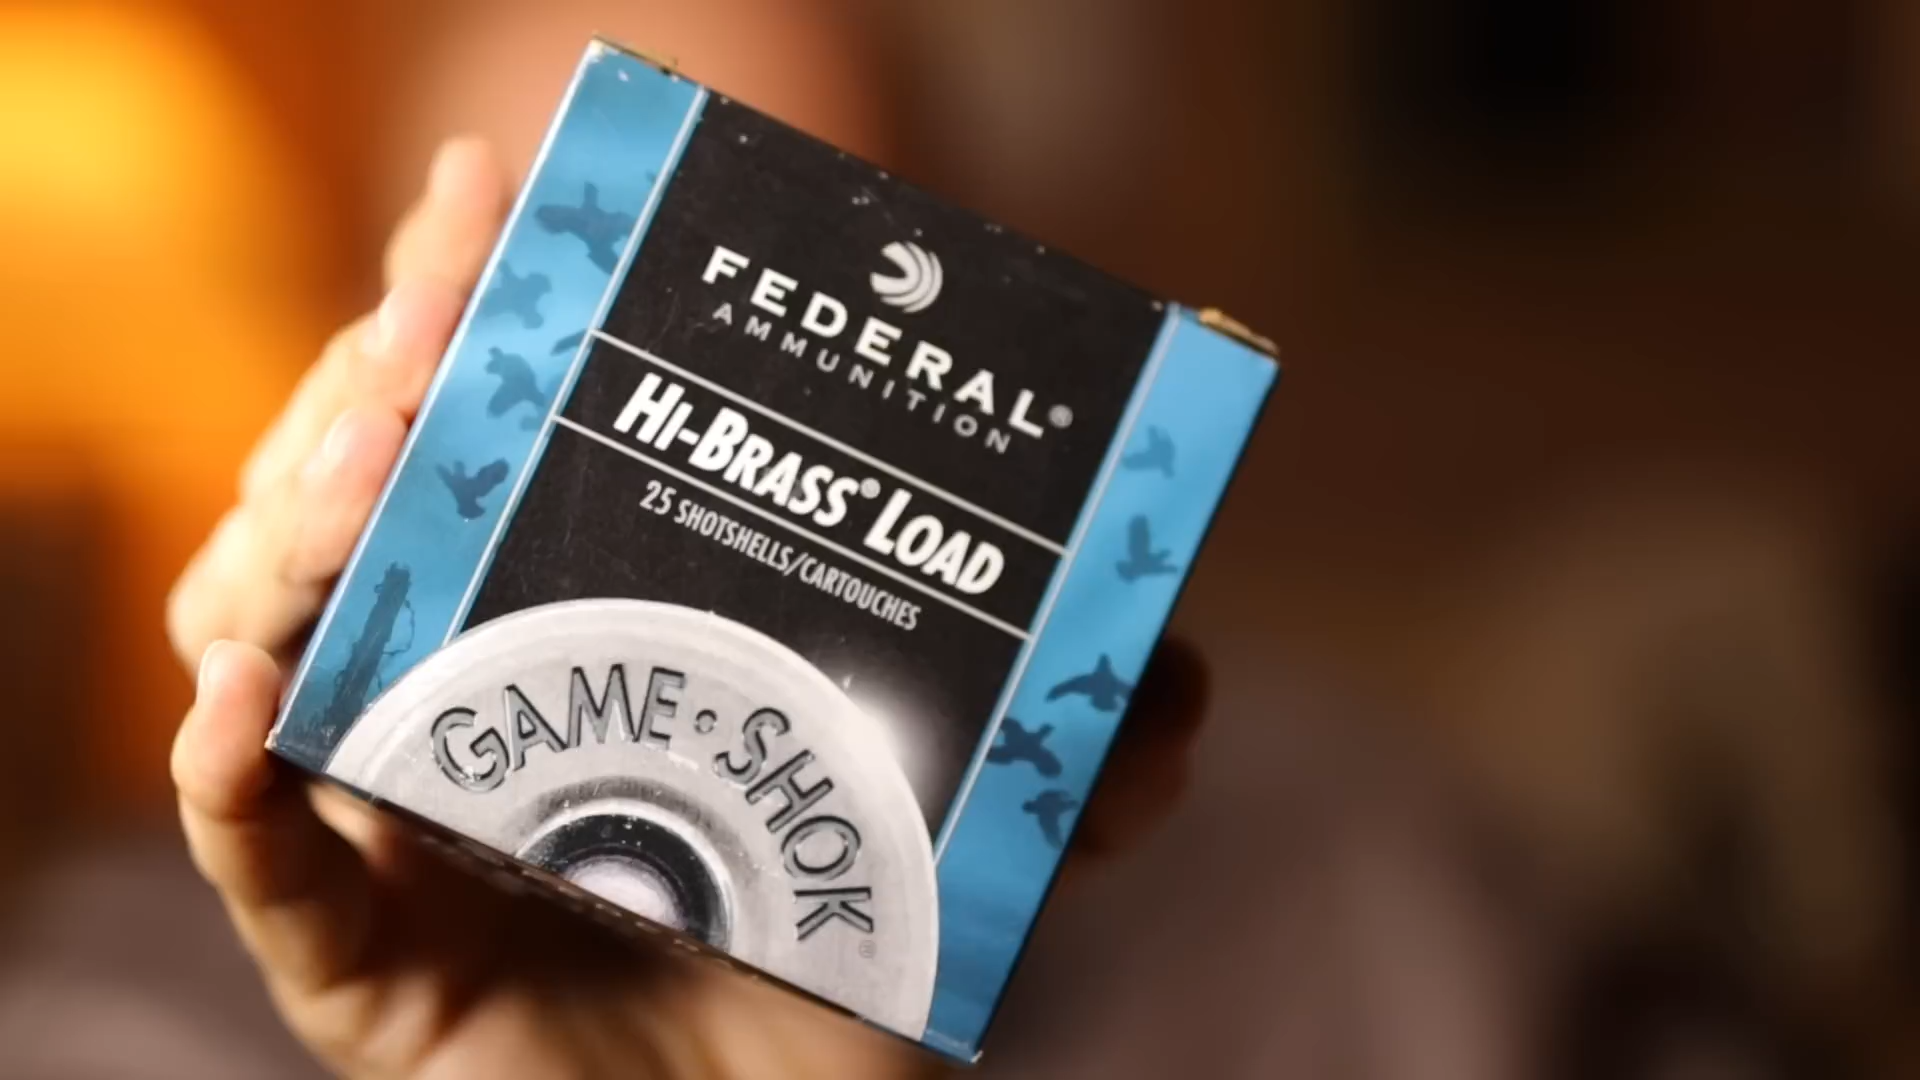 FEDERAL®
AMMUNITION
HI-BRASS® LOAD
25 SHOTSHELLS/CARTOUCHES
GAME•SHOK®